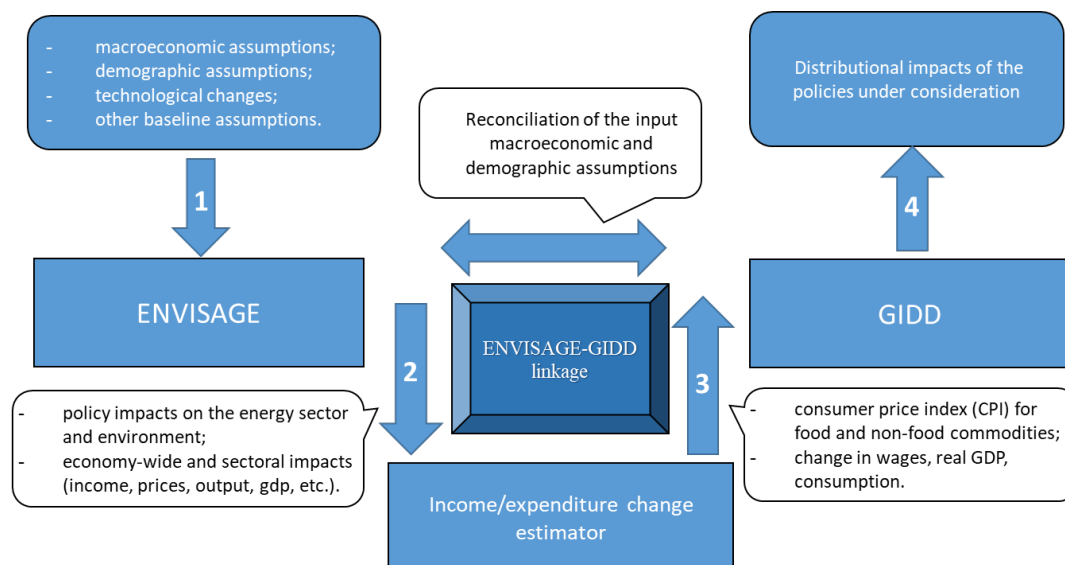 - macroeconomic assumptions;
- demographic assumptions;
- technological changes;
- other baseline assumptions.
1
ENVISAGE
Reconciliation of the input
macroeconomic and
demographic assumptions
Distributional impacts of the
policies under consideration
4
GIDD
2
ENVISAGE-GIDD
linkage
3
- policy impacts on the energy sector
and environment;
- economy-wide and sectoral impacts
(income, prices, output, gdp, etc.).
- consumer price index (CPI) for
food and non-food commodities;
- change in wages, real GDP,
consumption.
Income/expenditure change
estimator